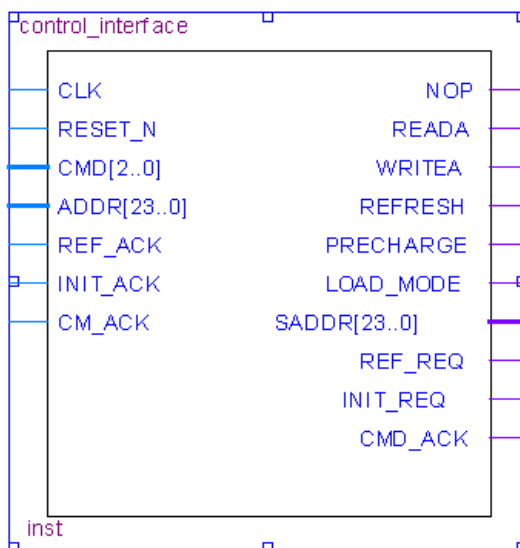 control_interface
CLK NOP
RESET_N READA
CMD[2..0] WRITEA
ADDR[23..0] REFRESH
REF_ACK PRECHARGE
INIT_ACK LOAD_MODE
CM_ACK SADDR[23..0]
REF_REQ
INIT_REQ
CMD_ACK
inst